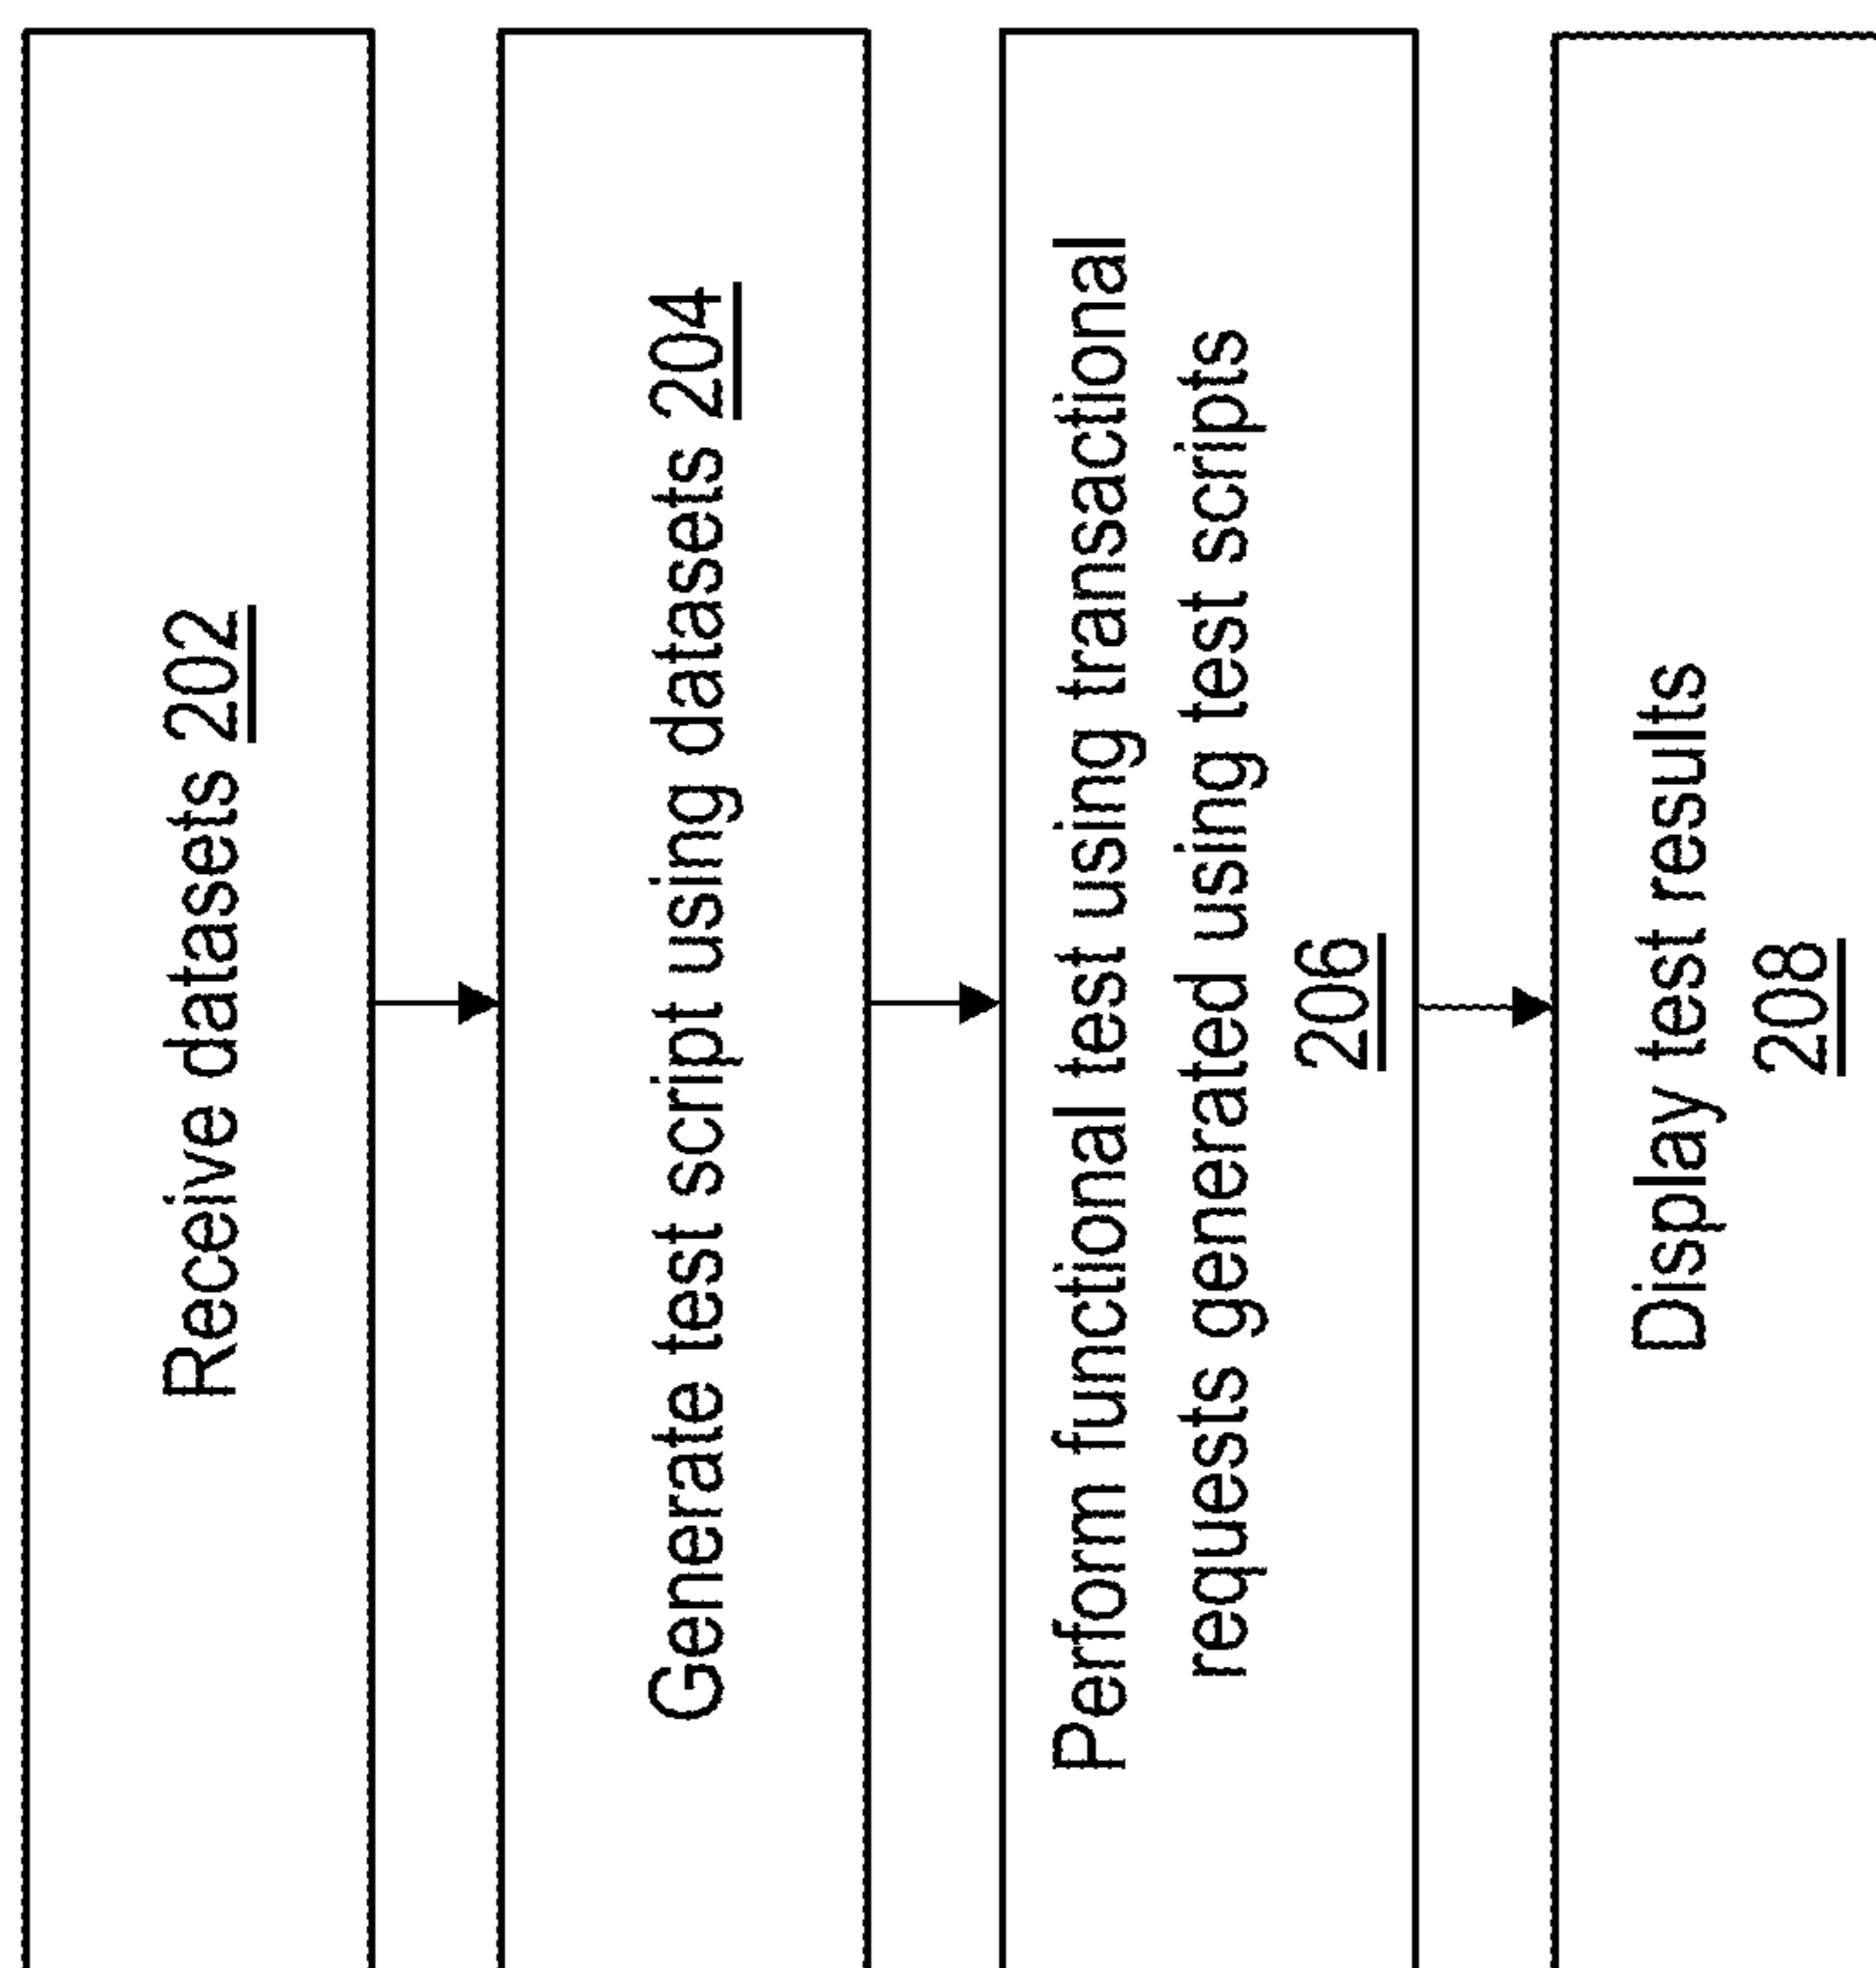 Receive datasets 202
Generate test script using datasets 204
Perform functional test using transactional
requests generated using test scripts
206
Display test results
208